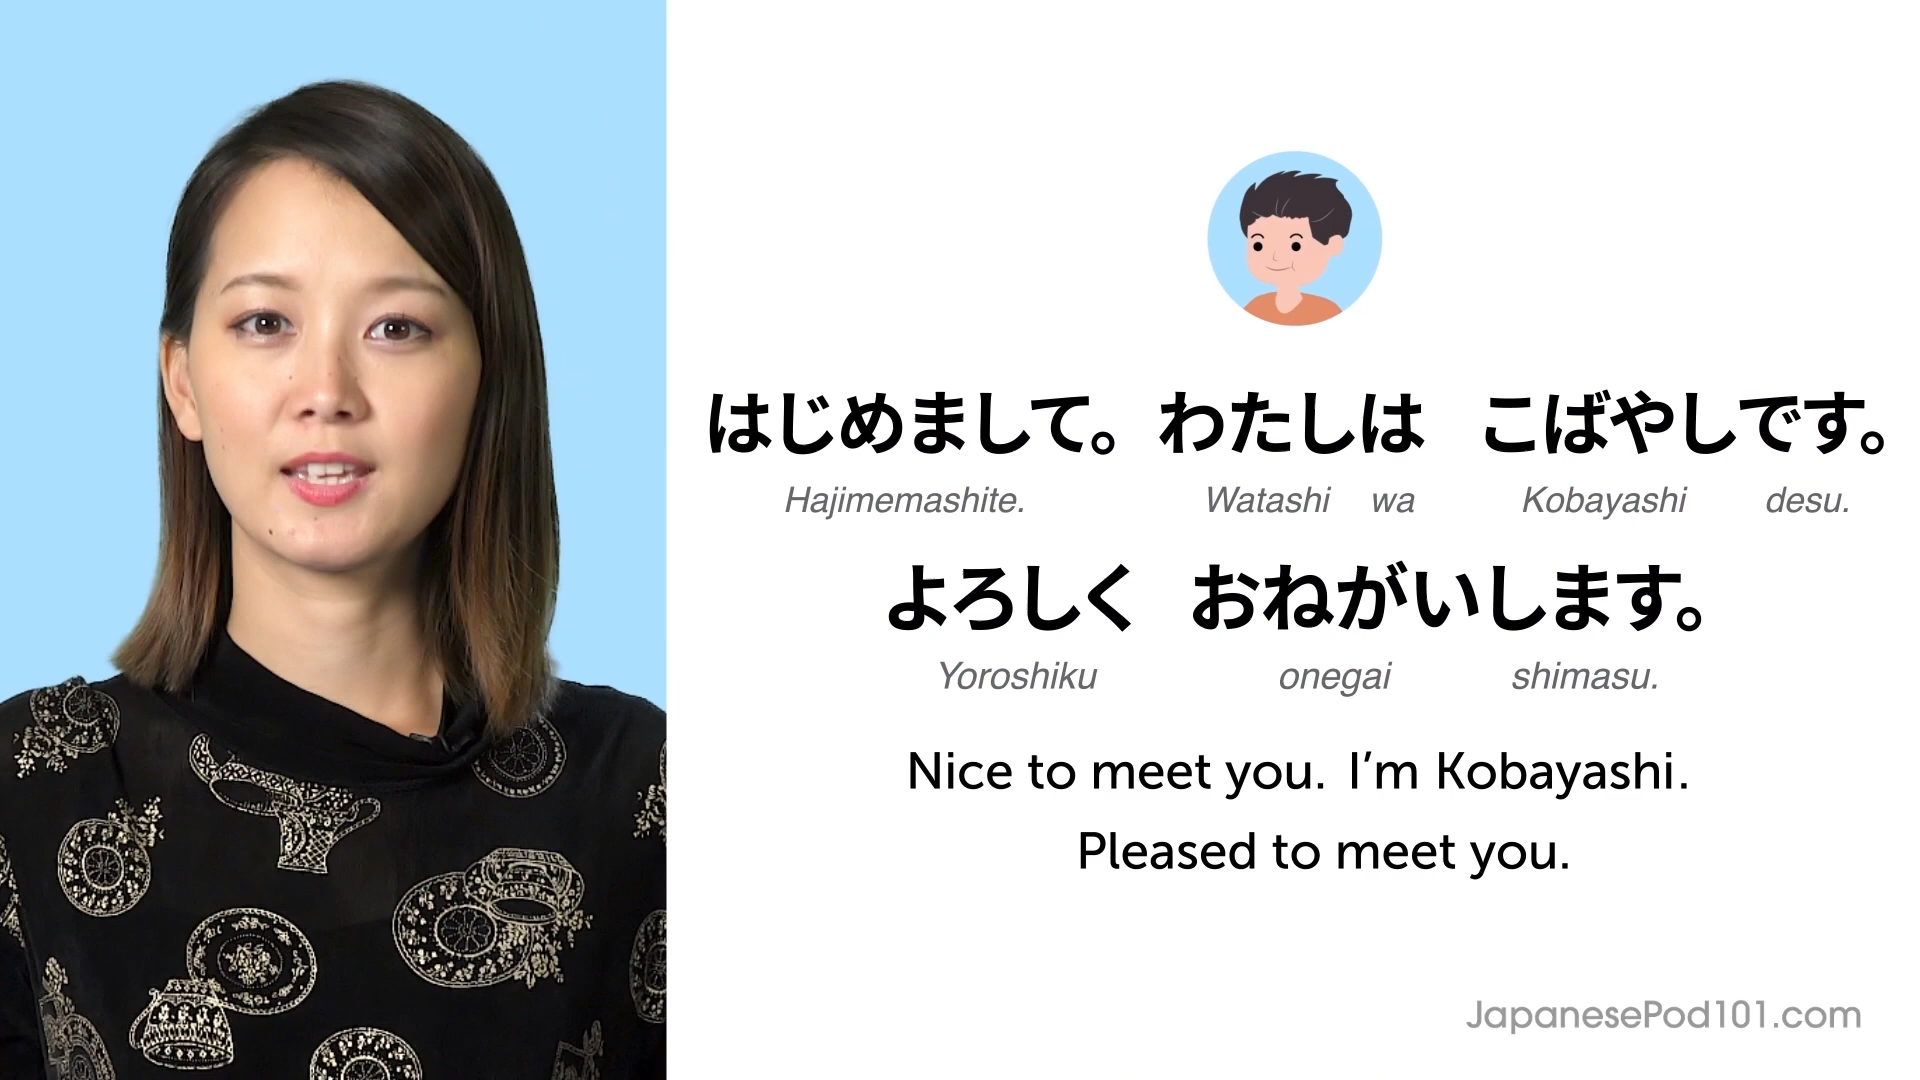 はじめまして。 わたしは こばやしです。
Hajimemashite. Watashi wa Kobayashi desu.
よろしく おねがいします。
Yoroshiku onegai shimasu.
Nice to meet you. I’m Kobayashi.
Pleased to meet you.
JapanesePod101.com